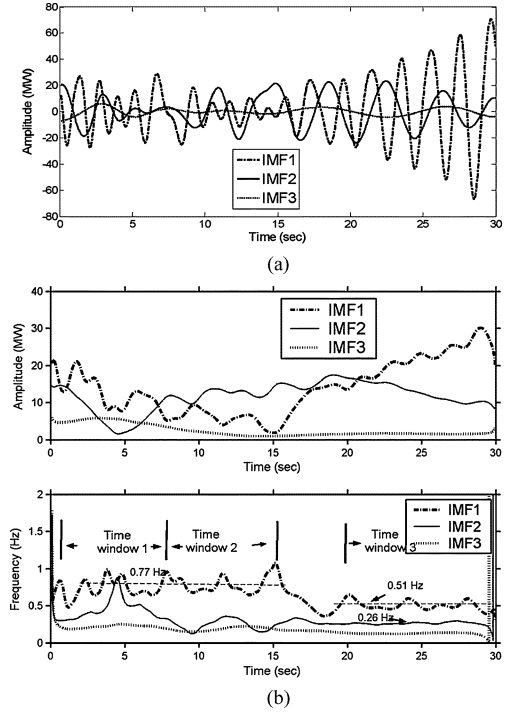 (a)
80
60
40
20
0
-20
-40
-60
-80
Amplitude (MW)
IMF1
IMF2
IMF3
0 5 10 15 20 25 30
Time (sec)
(a)
40
30
20
10
0
Amplitude (MW)
IMF1
IMF2
IMF3
0 5 10 15 20 25 30
Time (sec)
2
1.5
1
0.5
0
Frequency (Hz)
Time window 1
Time window 2
Time window 3
IMF1
IMF2
IMF3
0.77 Hz
0.51 Hz
0.26 Hz
0 5 10 15 20 25 30
Time (sec)
(b)